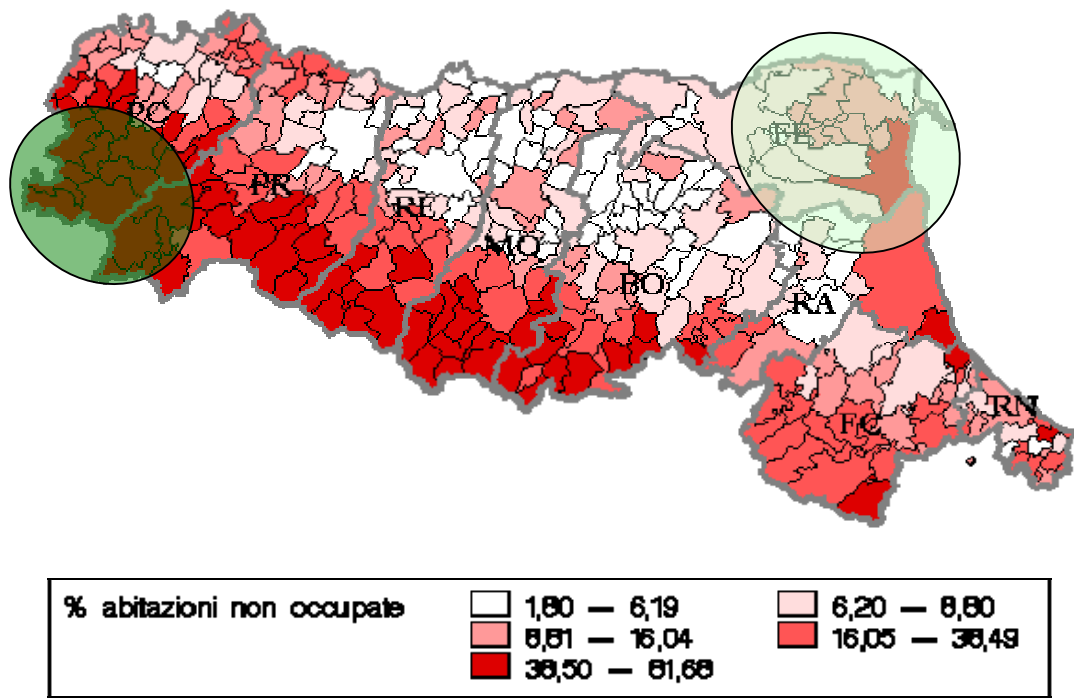 PC
FE
PR
RE
MO
BO
RA
FC
RN
% abitazioni non occupate
1,80 — 6,19
6,20 — 8,80
8,81 — 16,04
16,05 — 38,49
38,50 — 81,68